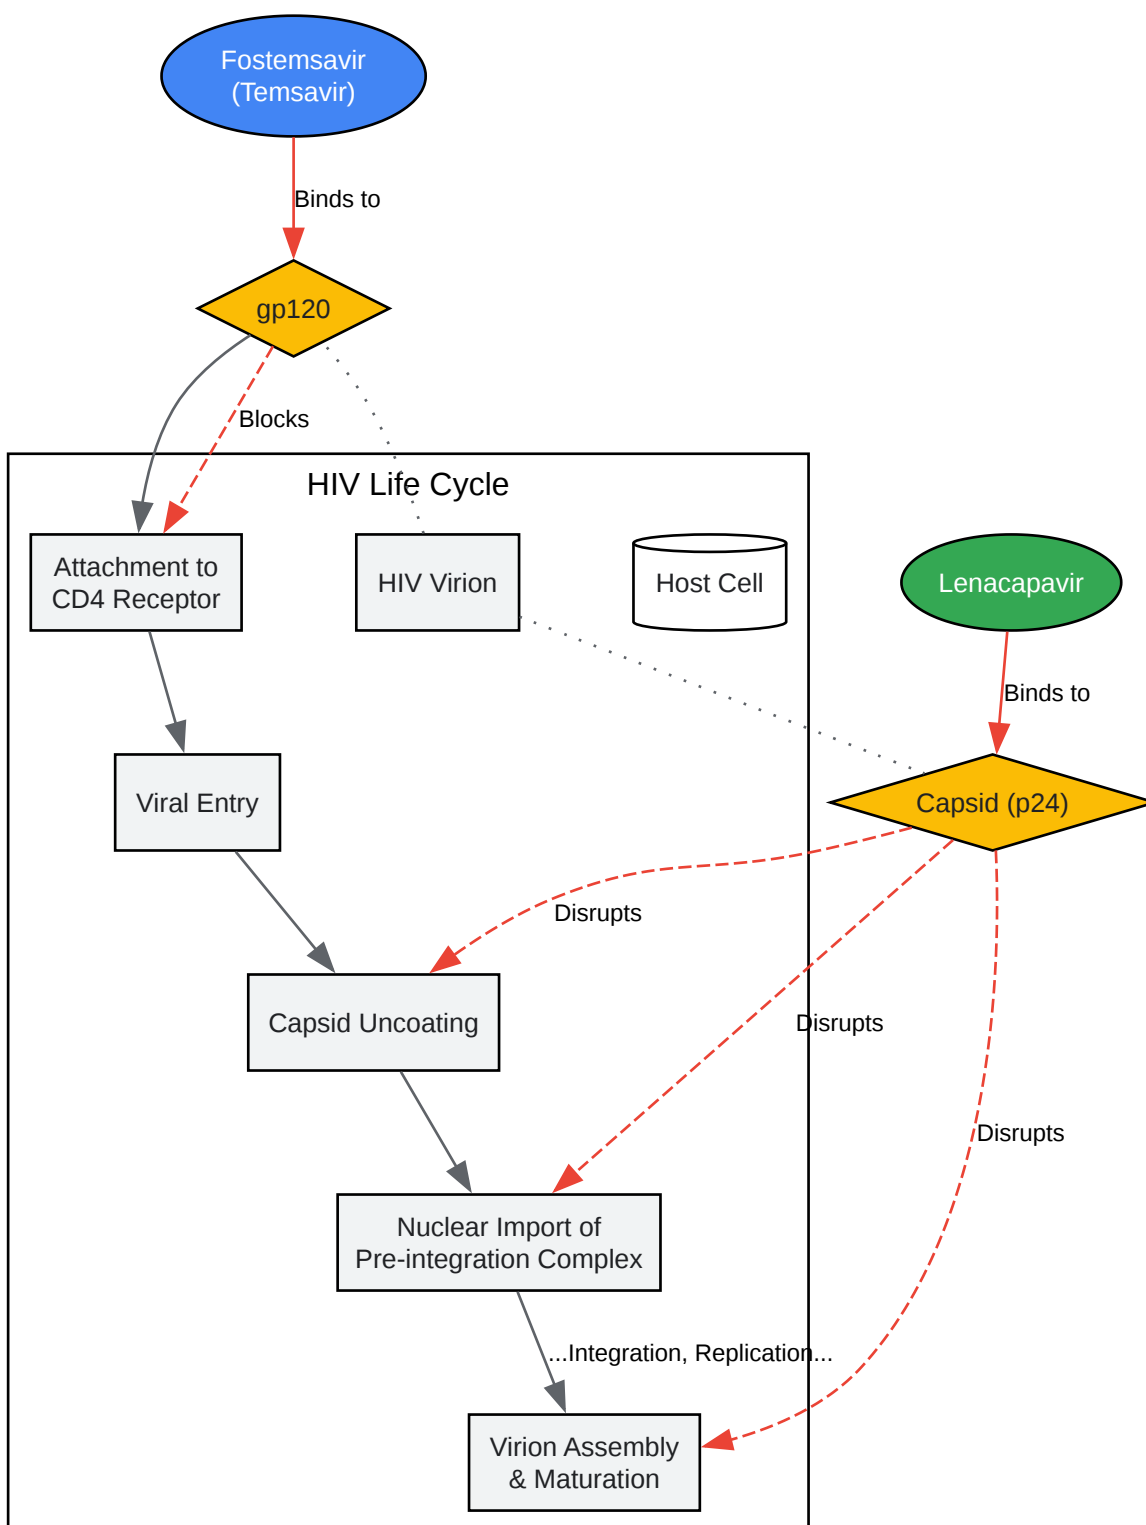 Fostemsavir
(Temsavir)
Binds to
gp120
Blocks
HIV Life Cycle
Attachment to
CD4 Receptor
HIV Virion
Host Cell
Lenacapavir
Binds to
Viral Entry
Capsid (p24)
Disrupts
Capsid Uncoating
Disrupts
Disrupts
Nuclear Import of
Pre-integration Complex
...Integration, Replication...
Virion Assembly
& Maturation